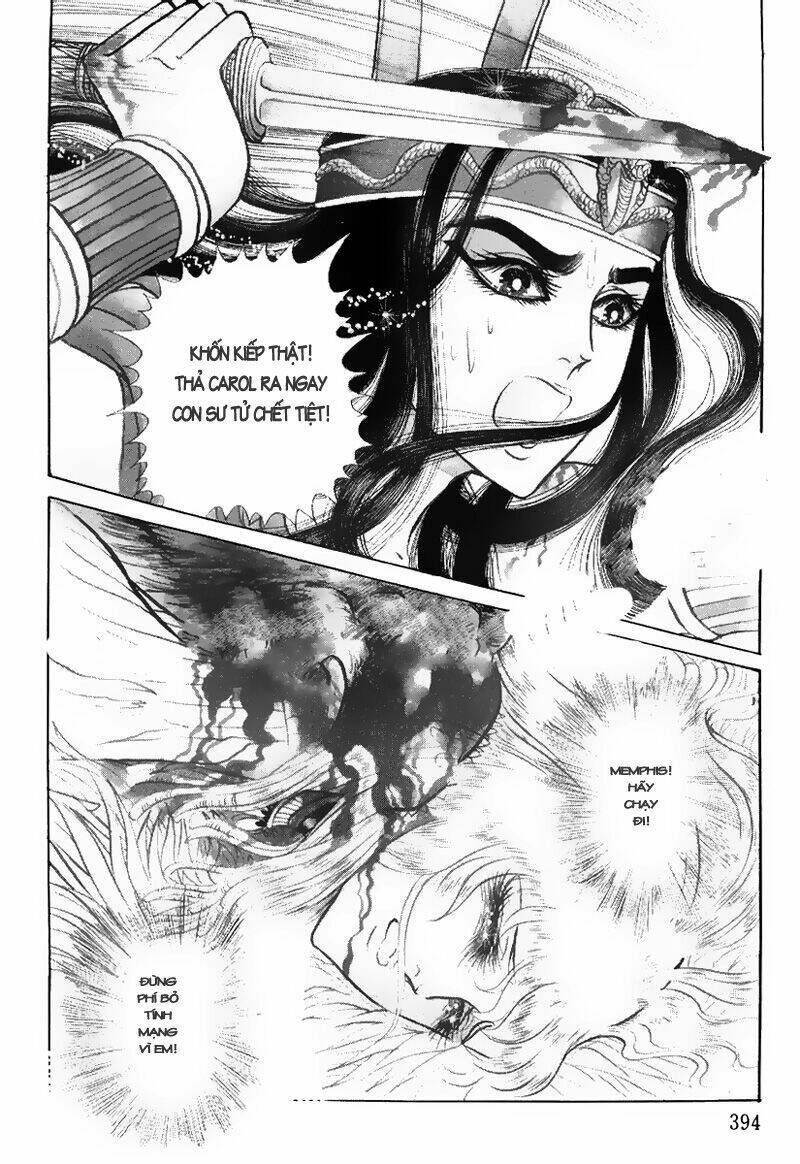 KHỐN KIẾP THẬT!
THẢ CAROL RA NGAY
CON SƯ TỬ CHẾT TIỆT!
MEMPHIS!
HÃY
CHẠY
ĐI!
ĐỪNG
PHÍ BỎ
TÍNH
MẠNG
VÌ EM!
394